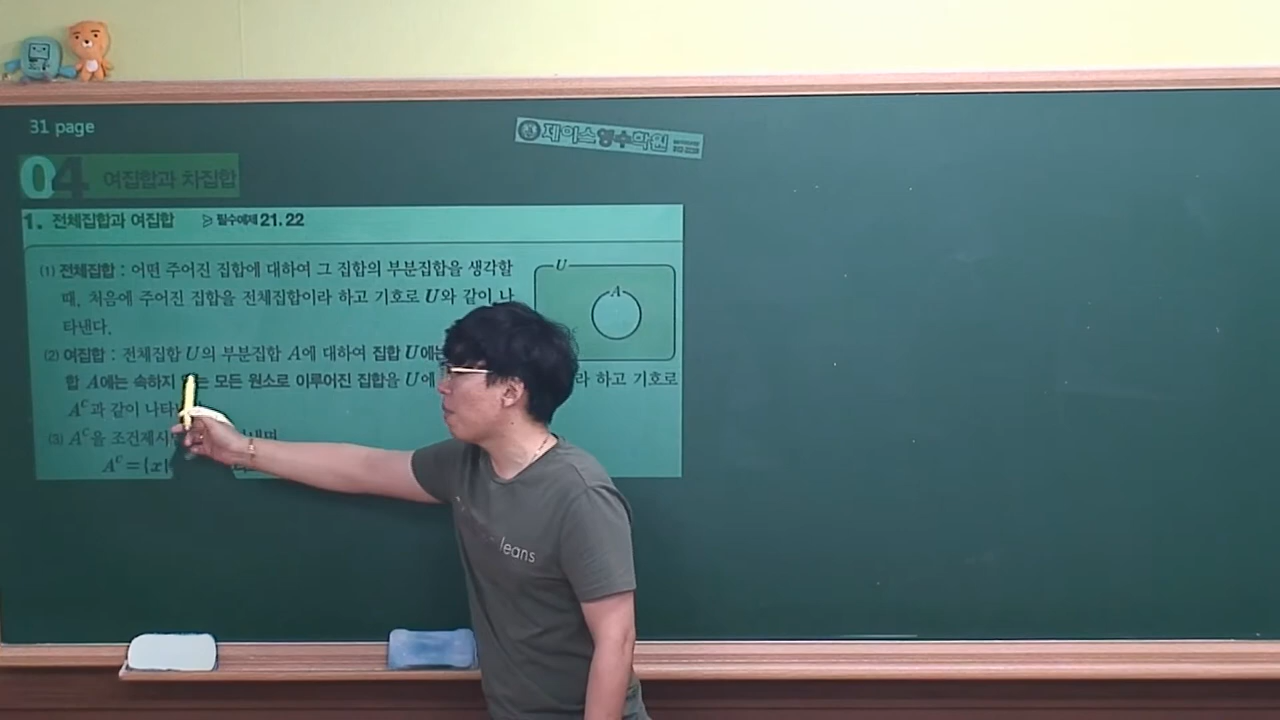 31 page
제이스영수학원
04 여집합과 차집합
1. 전체집합과 여집합 ▷ 필수예제 21. 22
(1) 전체집합 : 어떤 주어진 집합에 대하여 그 집합의 부분집합을 생각할
때, 처음에 주어진 집합을 전체집합이라 하고 기호로 U와 같이 나
타낸다.
U
A
(2) 여집합 : 전체집합 U의 부분집합 A에 대하여 집합 U에는
합 A에는 속하지 모든 원소로 이루어진 집합을 U에 라 하고 기호로
Aᶜ과 같이
(3) Aᶜ을
Aᶜ={x|
leans